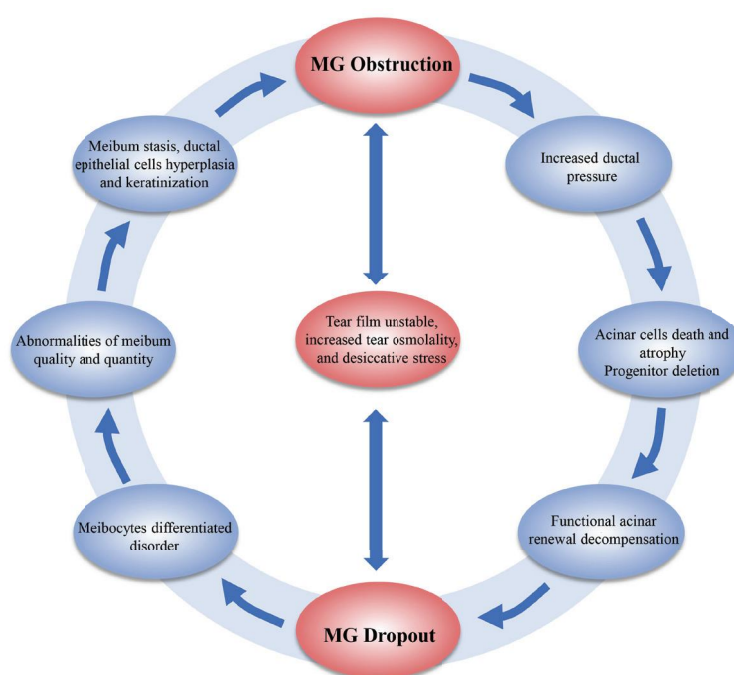 MG Obstruction
Increased ductal
pressure
Acinar cells death and
atrophy
Progenitor deletion
Functional acinar
renewal decompensation
MG Dropout
Meibocytes differentiated
disorder
Abnormalities of meibum
quality and quantity
Meibum stasis, ductal
epithelial cells hyperplasia
and keratinization
Tear film unstable,
increased tear osmolality,
and desiccative stress